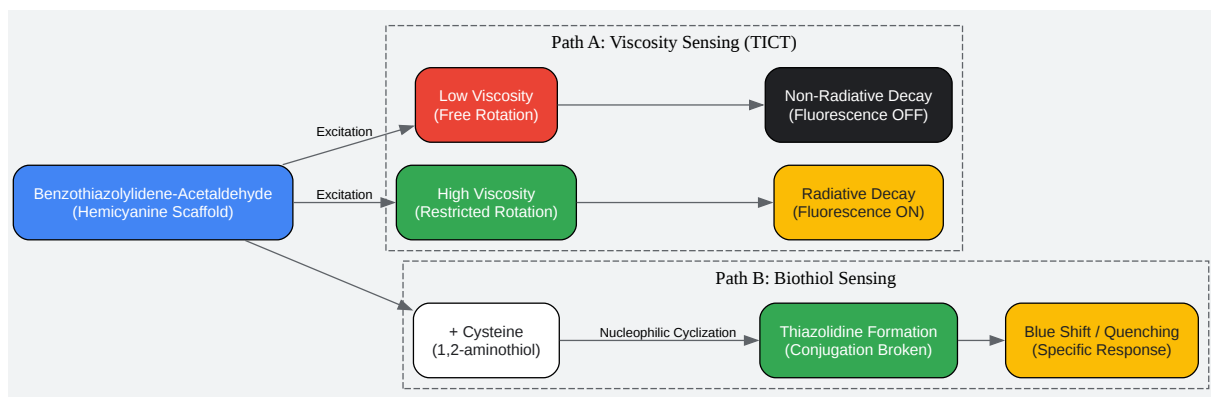 Path A: Viscosity Sensing (TICT)
Low Viscosity
(Free Rotation)
Non-Radiative Decay
(Fluorescence OFF)
Excitation
Benzothiazolylidene-Acetaldehyde
(Hemicyanine Scaffold)
Excitation
High Viscosity
(Restricted Rotation)
Radiative Decay
(Fluorescence ON)
Path B: Biothiol Sensing
+ Cysteine
(1,2-aminothiol)
Nucleophilic Cyclization
Thiazolidine Formation
(Conjugation Broken)
Blue Shift / Quenching
(Specific Response)